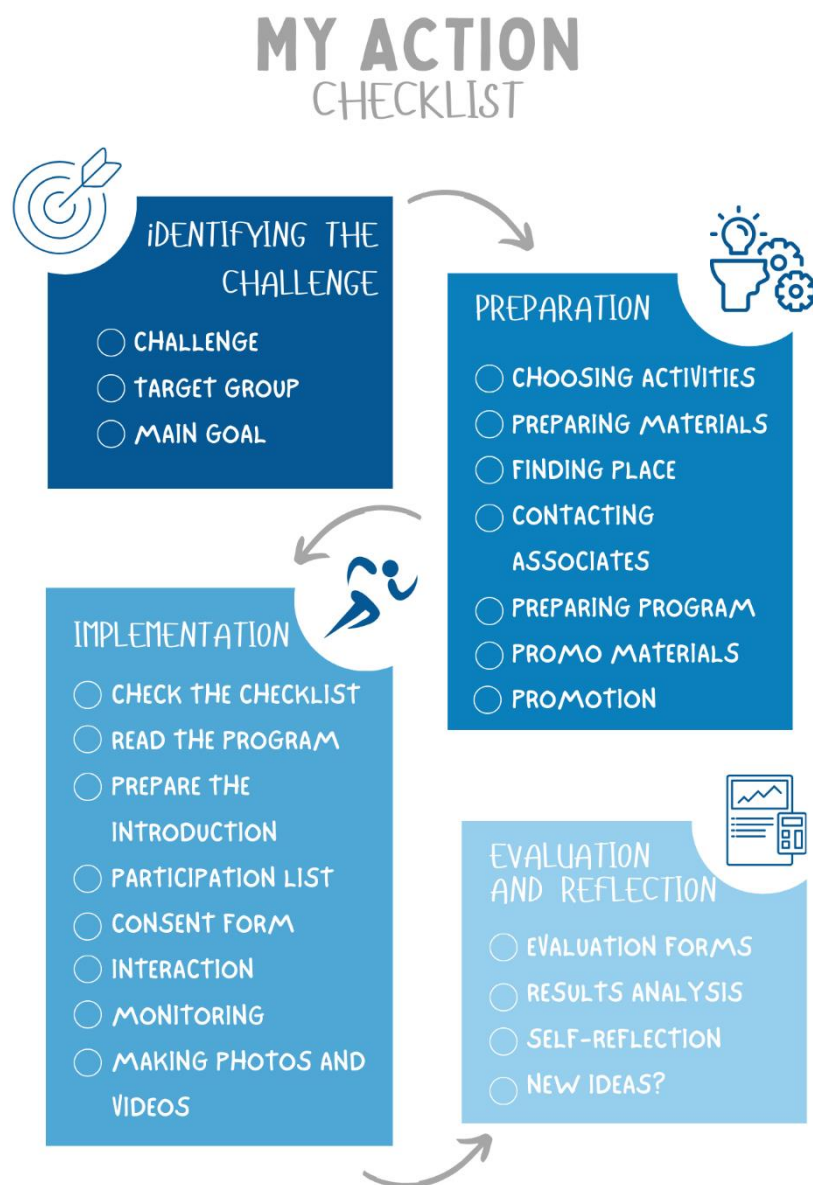 MY ACTION
CHECKLIST
iDENTIFYING THE
CHALLENGE
CHALLENGE
TARGET GROUP
MAIN GOAL
PREPARATION
CHOOSING ACTIVITIES
PREPARING MATERIALS
FINDING PLACE
CONTACTING
ASSOCIATES
PREPARING PROGRAM
PROMO MATERIALS
PROMOTION
IMPLEMENTATION
CHECK THE CHECKLIST
READ THE PROGRAM
PREPARE THE
INTRODUCTION
PARTICIPATION LIST
CONSENT FORM
INTERACTION
MONITORING
MAKING PHOTOS AND
VIDEOS
EVALUATION
AND REFLECTION
EVALUATION FORMS
RESULTS ANALYSIS
SELF-REFLECTION
NEW IDEAS?